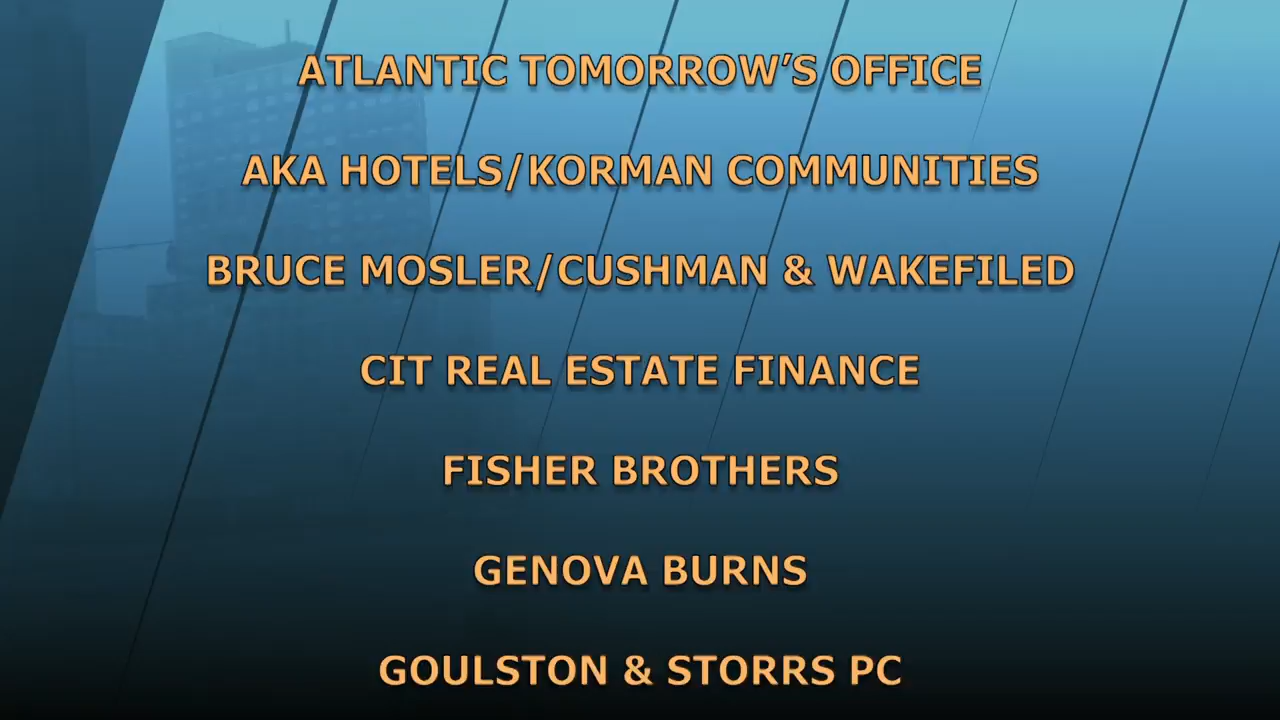 ATLANTIC TOMORROW’S OFFICE
AKA HOTELS/KORMAN COMMUNITIES
BRUCE MOSLER/CUSHMAN & WAKEFILED
CIT REAL ESTATE FINANCE
FISHER BROTHERS
GENOVA BURNS
GOULSTON & STORRS PC